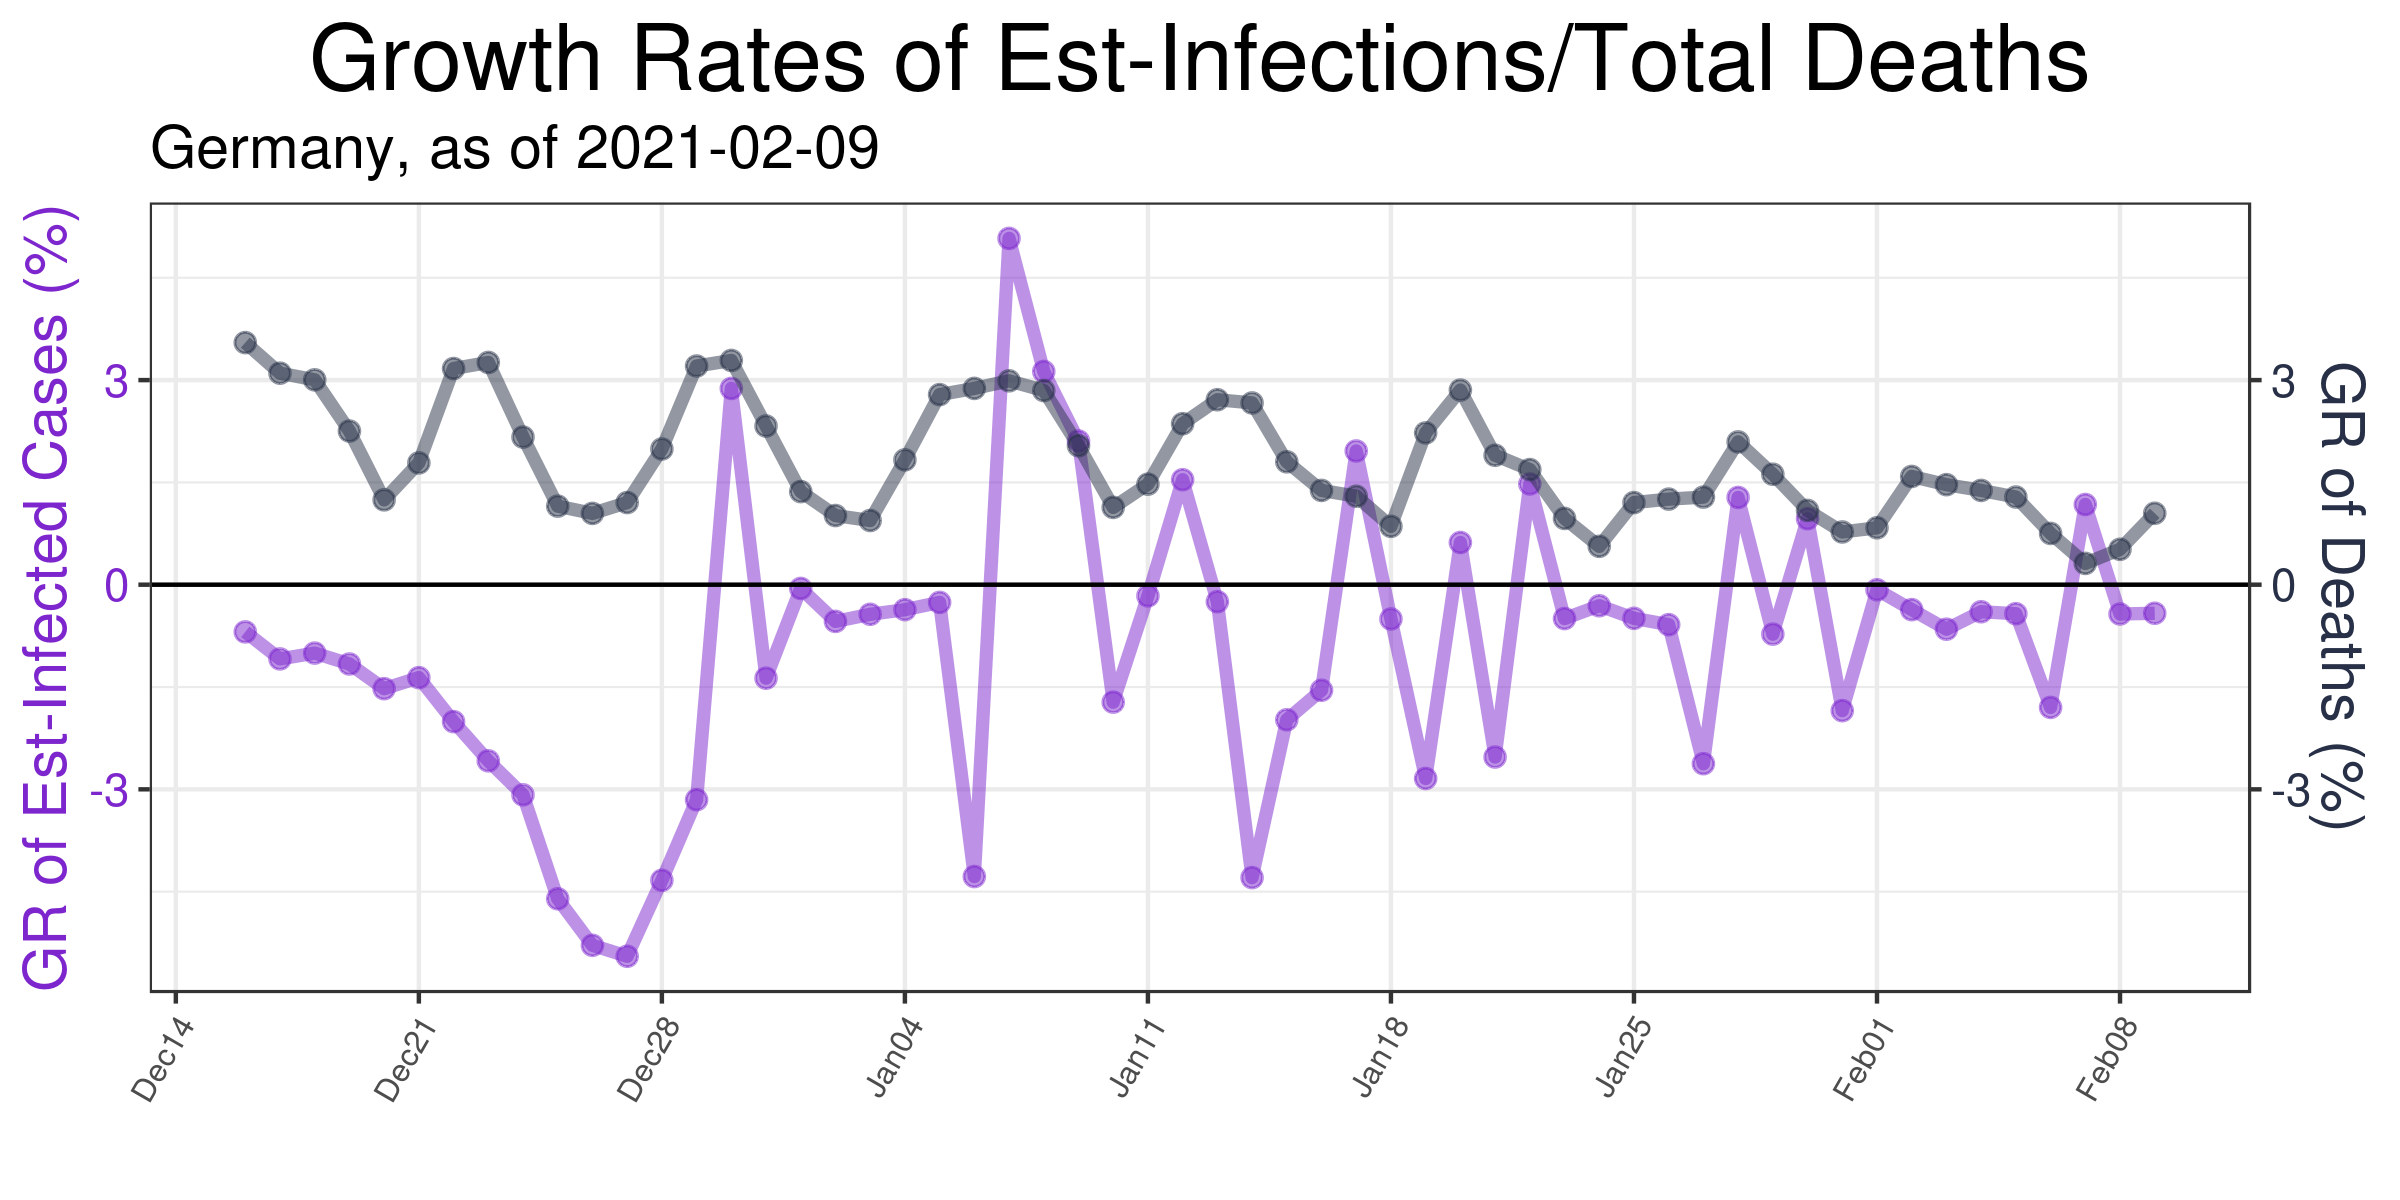 Growth Rates of Est-Infections/Total Deaths
Germany, as of 2021-02-09
GR of Est-Infected Cases (%)
3
0
-3
3
0
-3
GR of Deaths (%)
Dec14
Dec21
Dec28
Jan04
Jan11
Jan18
Jan25
Feb01
Feb08